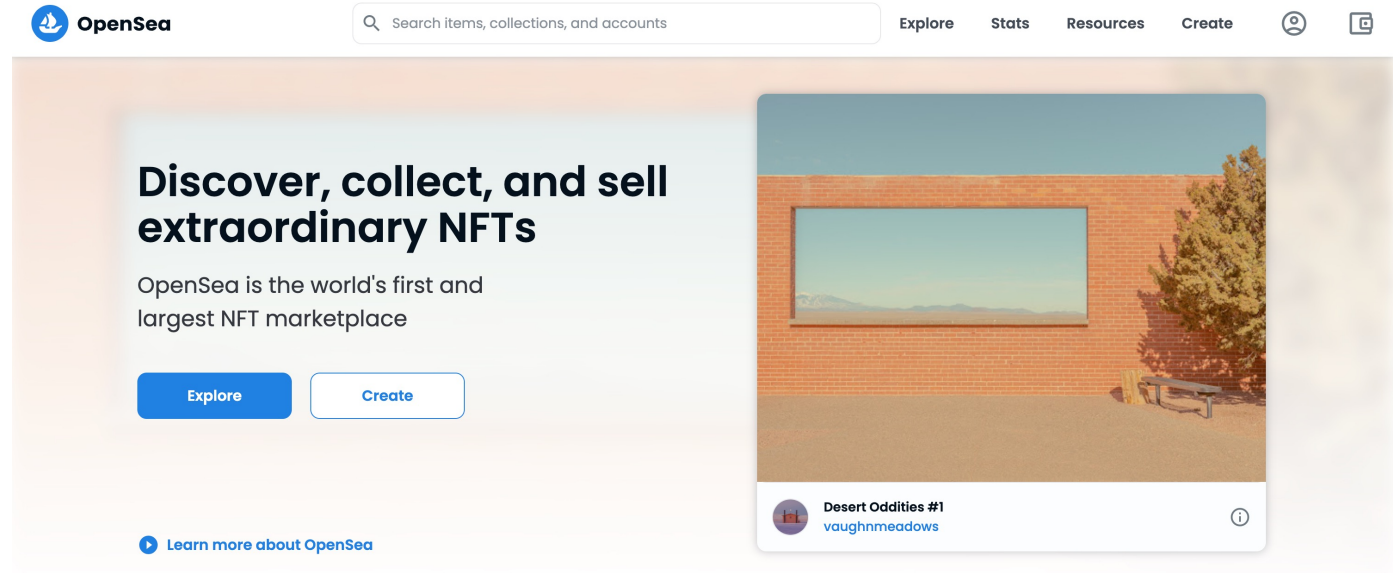 OpenSea
Search items, collections, and accounts
Explore
Stats
Resources
Create
Discover, collect, and sell
extraordinary NFTs
OpenSea is the world's first and
largest NFT marketplace
Explore
Create
Learn more about OpenSea
Desert Oddities #1
vaughnmeadows